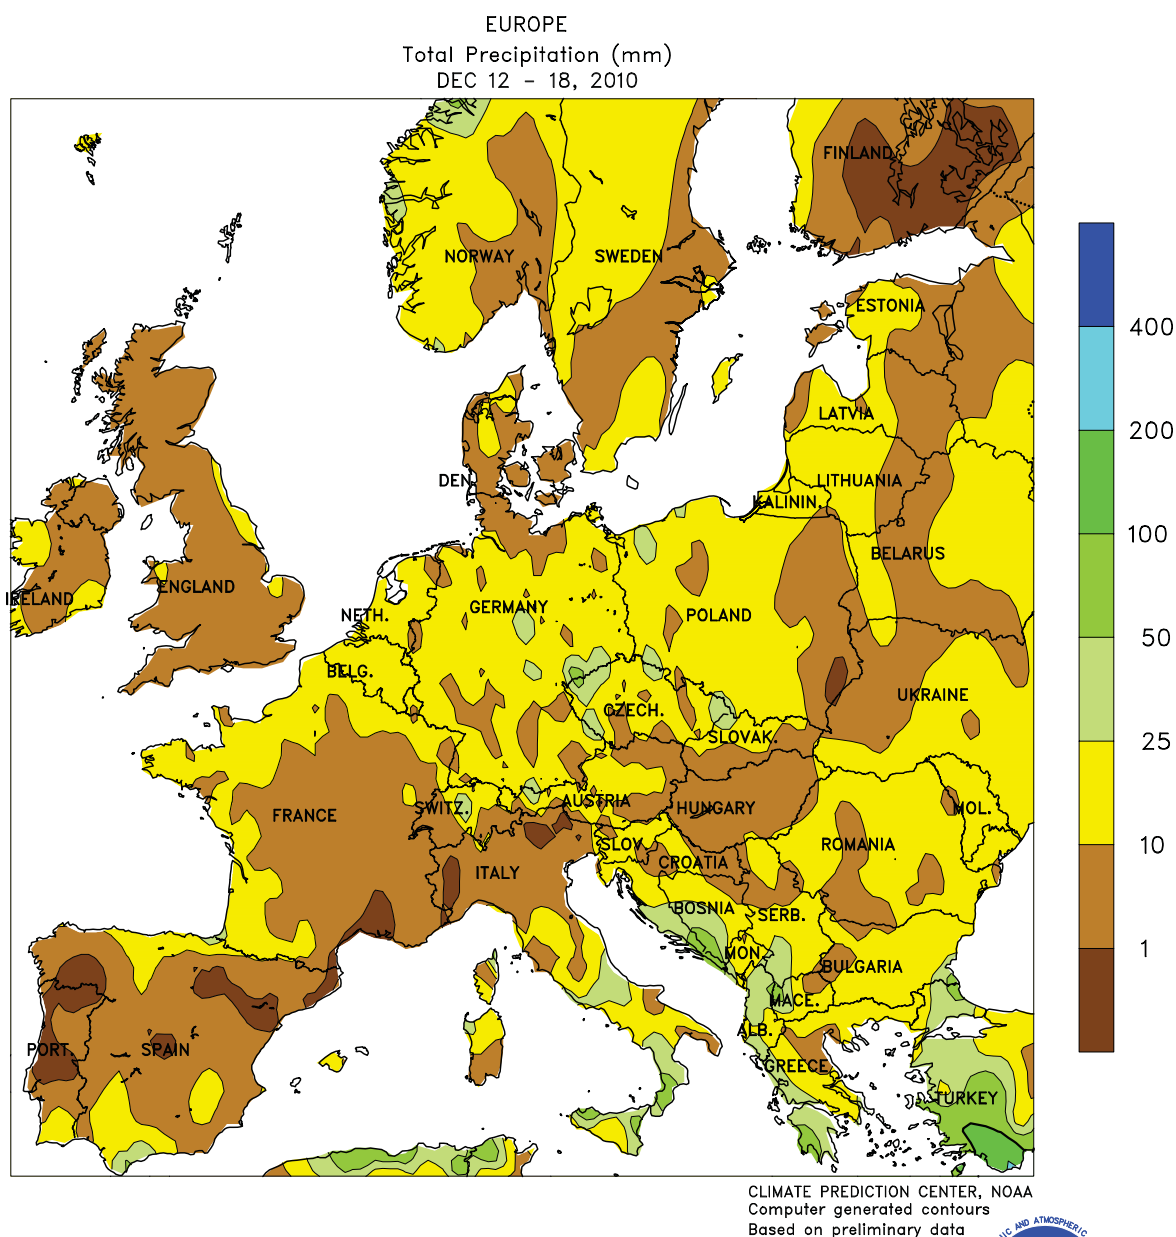 EUROPE
Total Precipitation (mm)
DEC 12 - 18, 2010
FINLAND
NORWAY
SWEDEN
ESTONIA
400
200
LATVIA
DEN.
LITHUANIA
KALININ.
100
BELARUS
ENGLAND
IRELAND
NETH.
GERMANY
POLAND
50
BELG.
UKRAINE
CZECH.
SLOVAK.
25
FRANCE
SWITZ.
AUSTRIA
HUNGARY
MOL.
SLOV.
ROMANIA
10
CROATIA
ITALY
BOSNIA
SERB.
MON.
BULGARIA
1
MACE.
ALB.
PORT.
SPAIN
GREECE
TURKEY
CLIMATE PREDICTION CENTER, NOAA
Computer generated contours
Based on preliminary data
NIC AND ATMOSPHERIC